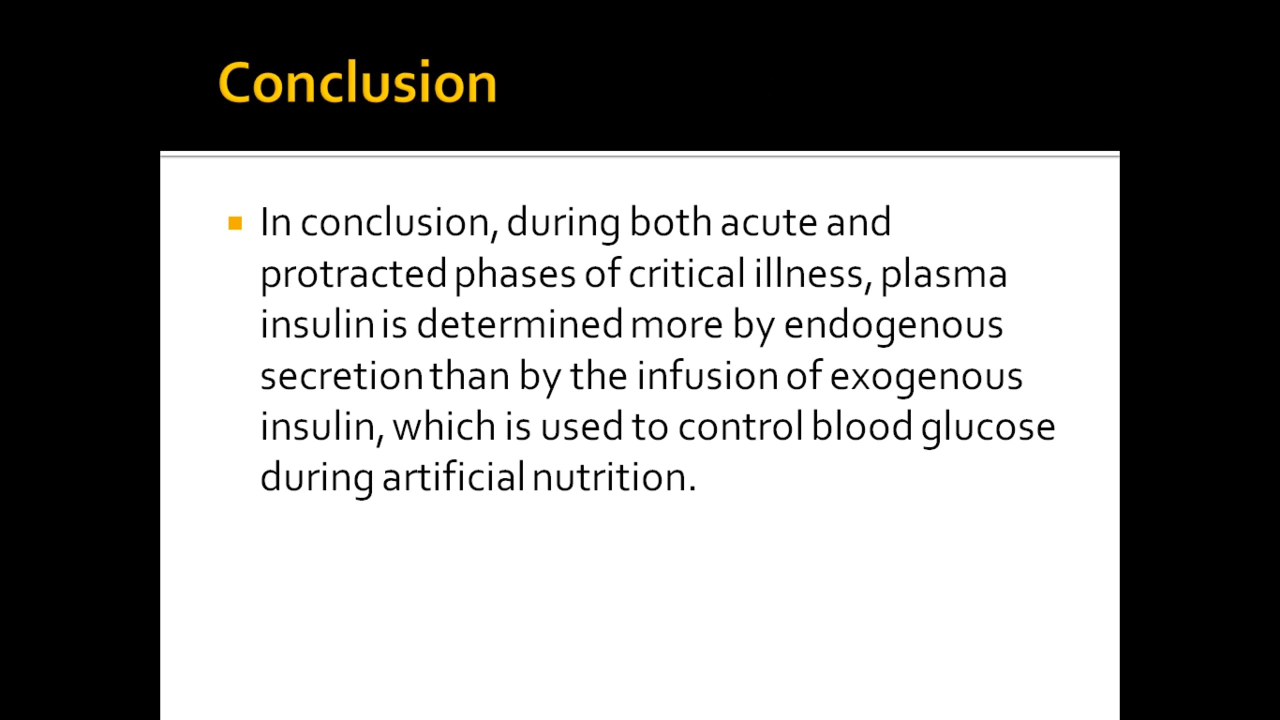 Conclusion
In conclusion, during both acute and
protracted phases of critical illness, plasma
insulin is determined more by endogenous
secretion than by the infusion of exogenous
insulin, which is used to control blood glucose
during artificial nutrition.